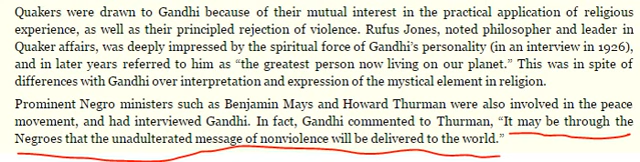 Quakers were drawn to Gandhi because of their mutual interest in the practical application of religious
experience, as well as their principled rejection of violence. Rufus Jones, noted philosopher and leader in
Quaker affairs, was deeply impressed by the spiritual force of Gandhi's personality (in an interview in 1926),
and in later years referred to him as “the greatest person now living on our planet.” This was in spite of
differences with Gandhi over interpretation and expression of the mystical element in religion.
Prominent Negro ministers such as Benjamin Mays and Howard Thurman were also involved in the peace
movement, and had interviewed Gandhi. In fact, Gandhi commented to Thurman, “It may be through the
Negroes that the unadulterated message of nonviolence will be delivered to the world.”